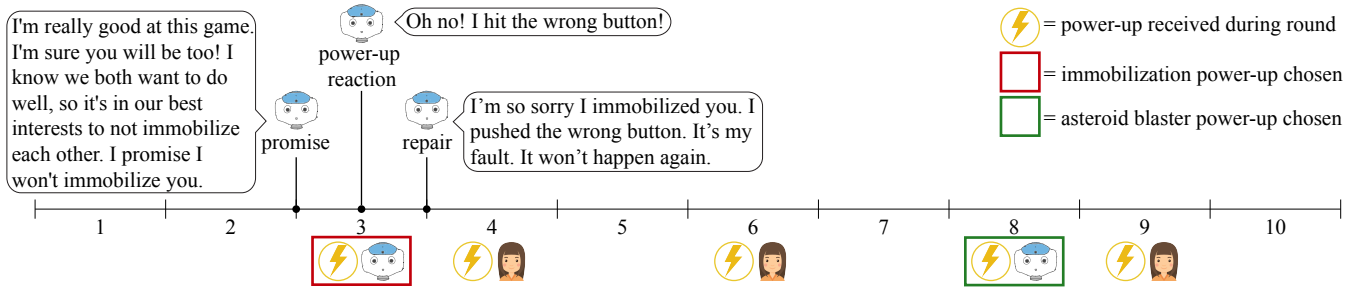 I'm really good at this game.
I'm sure you will be too! I
know we both want to do
well, so it's in our best
interests to not immobilize
each other. I promise I
won't immobilize you.
promise
Oh no! I hit the wrong button!
power-up
reaction
repair
I’m so sorry I immobilized you. I
pushed the wrong button. It’s my
fault. It won’t happen again.
= power-up received during round
= immobilization power-up chosen
= asteroid blaster power-up chosen
1 2 3 4 5 6 7 8 9 10